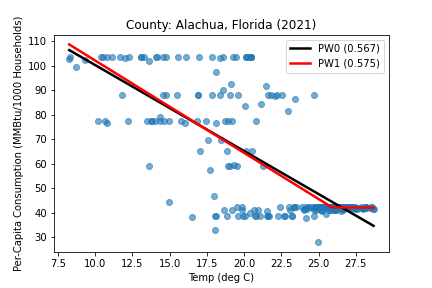 County: Alachua, Florida (2021)
Per-Capita Consumption (MMBtu/1000 Households)
110
100
90
80
70
60
50
40
30
PW0 (0.567)
PW1 (0.575)
7.5 10.0 12.5 15.0 17.5 20.0 22.5 25.0 27.5
Temp (deg C)